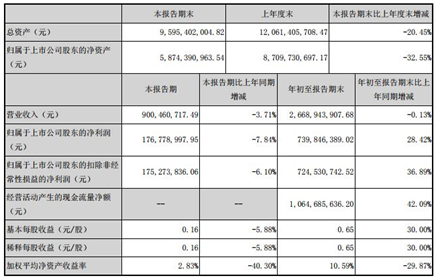 本报告期末 上年度末 本报告期末比上年度末增减
总资产（元） 9,595,402,004.82 12,061,405,708.47 -20.45%
归属于上市公司股东的净资产（元） 5,874,390,963.54 8,709,730,697.17 -32.55%
本报告期 本报告期比上年同期增减 年初至报告期末 年初至报告期末比上年同期增减
营业收入（元） 900,460,717.49 -3.71% 2,668,943,907.68 -0.13%
归属于上市公司股东的净利润（元） 176,778,997.95 -7.84% 739,846,389.02 28.42%
归属于上市公司股东的扣除非经常性损益的净利润（元） 175,273,836.06 -6.10% 724,530,742.52 36.89%
经营活动产生的现金流量净额（元） -- -- 1,064,685,636.20 42.09%
基本每股收益（元/股） 0.16 -5.88% 0.65 30.00%
稀释每股收益（元/股） 0.16 -5.88% 0.65 30.00%
加权平均净资产收益率 2.83% -40.30% 10.59% -29.87%